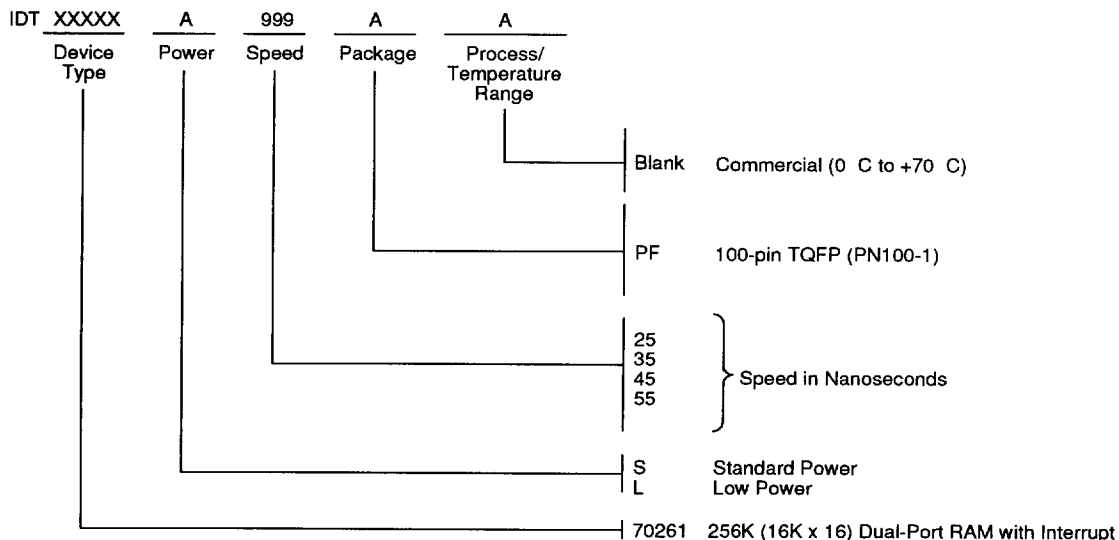 IDT XXXXX A 999 A A
Device Type Power Speed Package Process/ Temperature Range
Blank Commercial (0 C to +70 C)
PF 100-pin TQFP (PN100-1)
25
35
45
55
Speed in Nanoseconds
S Standard Power
L Low Power
70261 256K (16K x 16) Dual-Port RAM with Interrupt